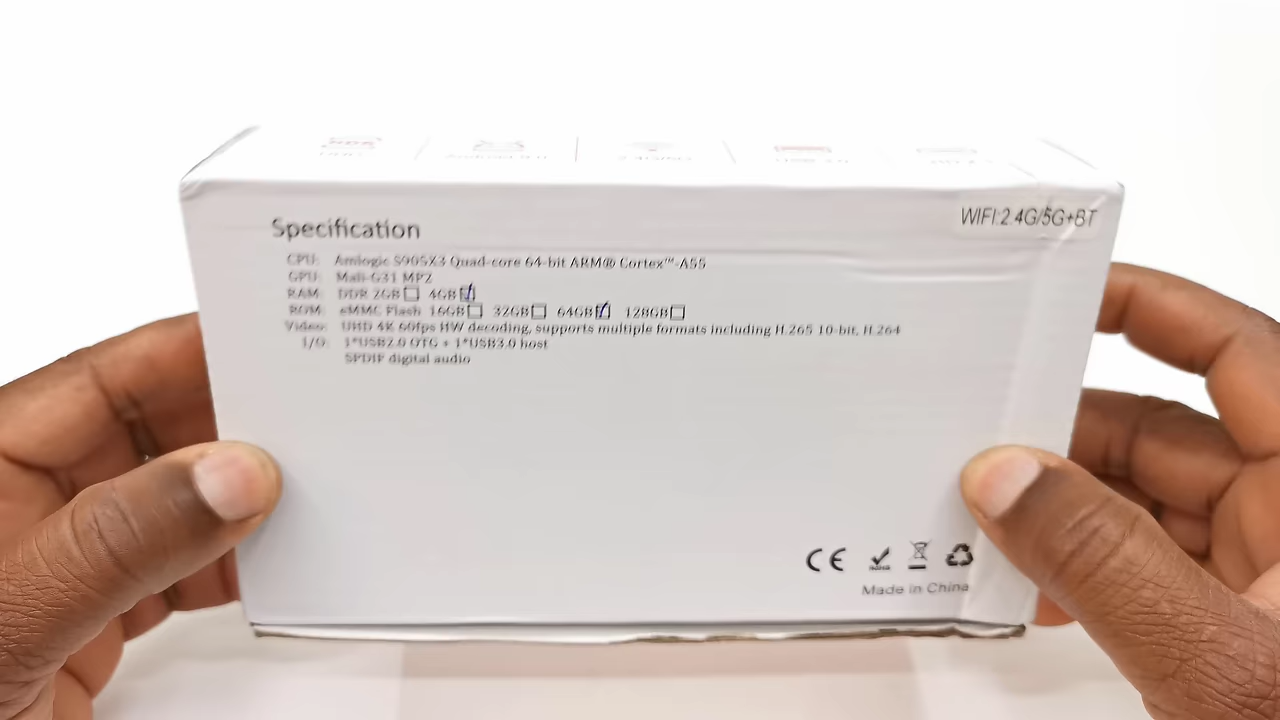 WIFI:2.4G/5G+BT
Specification
CPU: Amlogic S905X3 Quad-core 64-bit ARM® Cortex™-A55
GPU: Mali-G31 MP2
RAM: DDR 2GB☐ 4GB☑
ROM: eMMC Flash 16GB☐ 32GB☐ 64GB☑ 128GB☐
Video: UHD 4K 60fps HW decoding, supports multiple formats including H.265 10-bit, H.264
I/O: 1*USB2.0 OTG + 1*USB3.0 host
SPDIF digital audio
CE
Made in China